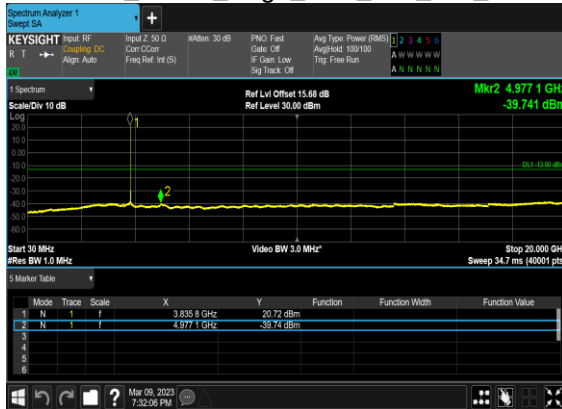 Spectrum Analyzer 1
Swept SA
KEYSIGHT
R T
Input: RF
Coupling: DC
Align: Auto
Input Z: 50 Ω
Corr CCorr
Freq Ref: Int (S)
#Atten: 30 dB
PNO: Fast
Gate: Off
IF Gain: Low
Sig Track: Off
Avg Type: Power (RMS)
Avg|Hold: 100/100
Trig: Free Run
1 2 3 4 5 6
A W W W W W
A N N N N N
1 Spectrum
Scale/Div 10 dB
Ref Lvl Offset 15.68 dB
Ref Level 30.00 dBm
Mkr2 4.977 1 GHz
-39.741 dBm
Log
20.0
10.0
0.00
-10.0
-20.0
-30.0
-40.0
-50.0
-60.0
1
2
DL1 -13.00 dBm
Start 30 MHz
#Res BW 1.0 MHz
Video BW 3.0 MHz*
Stop 20.000 GH
Sweep 34.7 ms (40001 pts
5 Marker Table
Mode Trace Scale X Y Function Function Width Function Value
1 N 1 f 3.835 8 GHz 20.72 dBm
2 N 1 f 4.977 1 GHz -39.74 dBm
3
4
5
6
?
Mar 09, 2023
7:32:06 PM